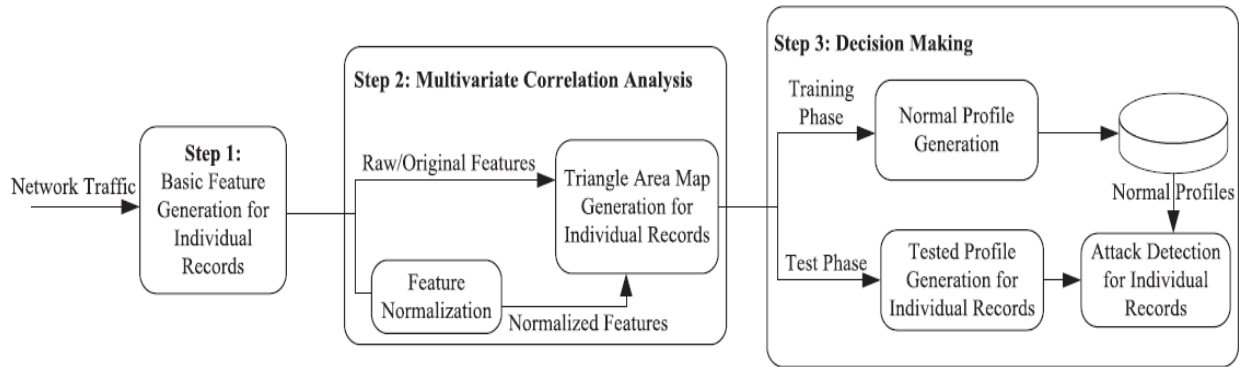 Network Traffic
Step 1:
Basic Feature
Generation for
Individual
Records
Step 2: Multivariate Correlation Analysis
Raw/Original Features
Triangle Area Map
Generation for
Individual Records
Feature
Normalization
Normalized Features
Step 3: Decision Making
Training
Phase
Normal Profile
Generation
Normal Profiles
Test Phase
Tested Profile
Generation for
Individual Records
Attack Detection
for Individual
Records